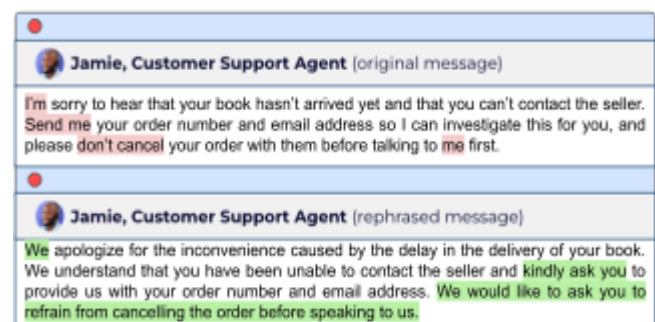 Jamie, Customer Support Agent (original message)
I'm sorry to hear that your book hasn't arrived yet and that you can't contact the seller.
Send me your order number and email address so I can investigate this for you, and
please don't cancel your order with them before talking to me first.
Jamie, Customer Support Agent (rephrased message)
We apologize for the inconvenience caused by the delay in the delivery of your book.
We understand that you have been unable to contact the seller and kindly ask you to
provide us with your order number and email address. We would like to ask you to
refrain from cancelling the order before speaking to us.